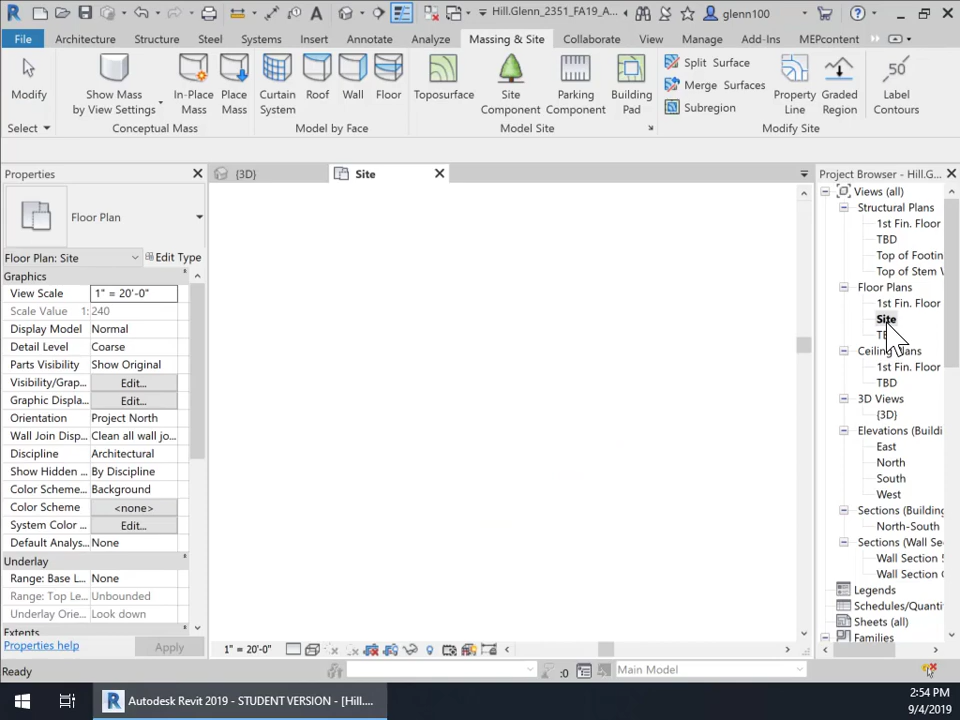 Hill.Glenn_2351_FA19_A...
glenn100
File
Architecture
Structure
Steel
Systems
Insert
Annotate
Analyze
Massing & Site
Collaborate
View
Manage
Add-Ins
MEPcontent
Modify
Show Mass
by View Settings
In-Place
Mass
Place
Mass
Curtain
System
Roof
Wall
Floor
Toposurface
Site
Component
Parking
Component
Building
Pad
Split Surface
Merge Surfaces
Subregion
Property
Line
Graded
Region
50
Label
Contours
Select
Conceptual Mass
Model by Face
Model Site
Modify Site
Properties
{3D}
Site
Project Browser - Hill.G...
Floor Plan
Floor Plan: Site
Edit Type
Graphics
View Scale 1" = 20'-0"
Scale Value 1: 240
Display Model Normal
Detail Level Coarse
Parts Visibility Show Original
Visibility/Grap... Edit...
Graphic Displa... Edit...
Orientation Project North
Wall Join Disp... Clean all wall jo...
Discipline Architectural
Show Hidden ... By Discipline
Color Scheme... Background
Color Scheme <none>
System Color ... Edit...
Default Analys... None
Underlay
Range: Base L... None
Range: Top Le... Unbounded
Underlay Orie... Look down
Extents
Properties help
Apply
Views (all)
Structural Plans
1st Fin. Floor
TBD
Top of Footin
Top of Stem
Floor Plans
1st Fin. Floor
Site
Ceiling Plans
1st Fin. Floor
TBD
3D Views
{3D}
Elevations (Buildi
East
North
South
West
Sections (Building
North-South
Sections (Wall Se
Wall Section
Wall Section
Legends
Schedules/Quanti
Sheets (all)
Families
1" = 20'-0"
Ready
:0
Main Model
Autodesk Revit 2019 - STUDENT VERSION - [Hill....
2:54 PM
9/4/2019